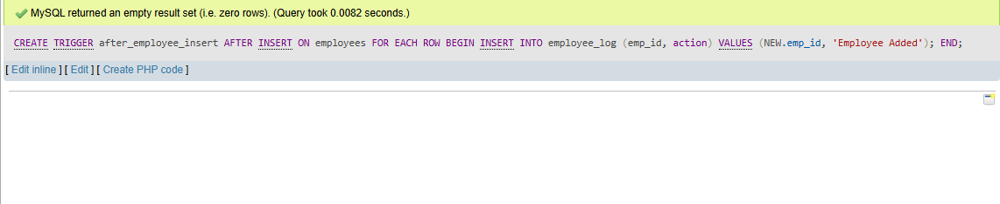 MySQL returned an empty result set (i.e. zero rows). (Query took 0.0082 seconds.)
CREATE TRIGGER after_employee_insert AFTER INSERT ON employees FOR EACH ROW BEGIN INSERT INTO employee_log (emp_id, action) VALUES (NEW.emp_id, 'Employee Added'); END;
[ Edit inline ] [ Edit ] [ Create PHP code ]